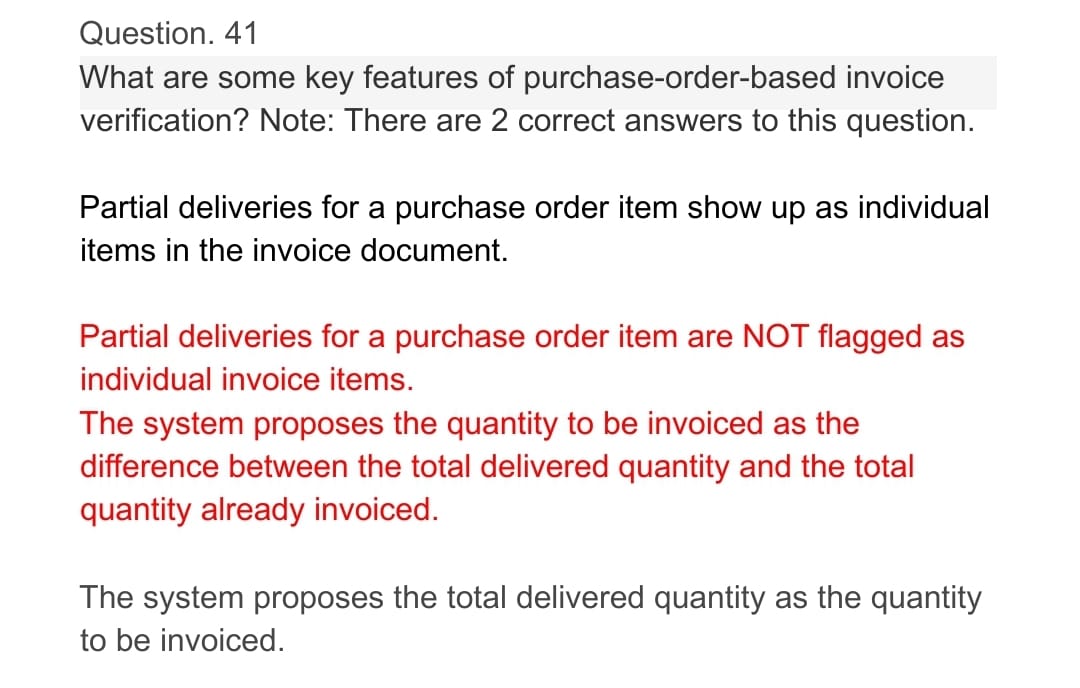 Question. 41
What are some key features of purchase-order-based invoice
verification? Note: There are 2 correct answers to this question.
Partial deliveries for a purchase order item show up as individual
items in the invoice document.
Partial deliveries for a purchase order item are NOT flagged as
individual invoice items.
The system proposes the quantity to be invoiced as the
difference between the total delivered quantity and the total
quantity already invoiced.
The system proposes the total delivered quantity as the quantity
to be invoiced.